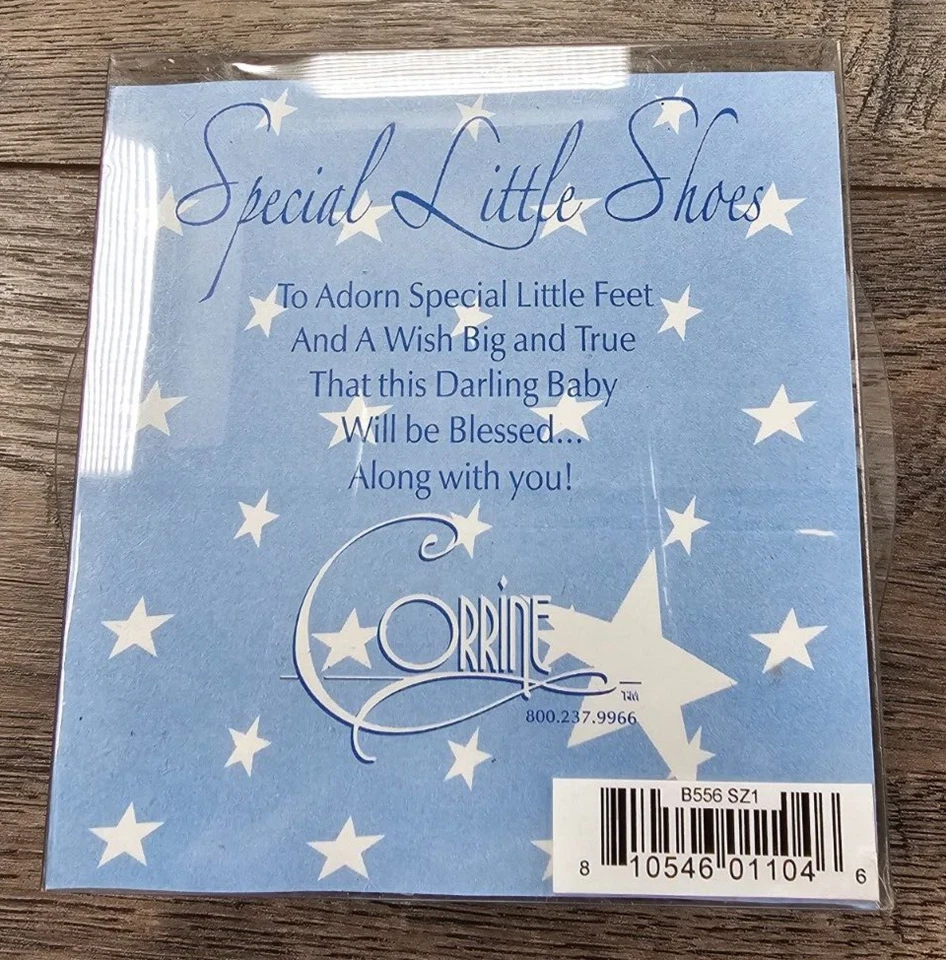 Special Little Shoes
To Adorn Special Little Feet
And A Wish Big and True
That this Darling Baby
Will be Blessed...
Along with you!
CORRINE
TM
800.237.9966
B556 SZ1
8 10546 01104 6